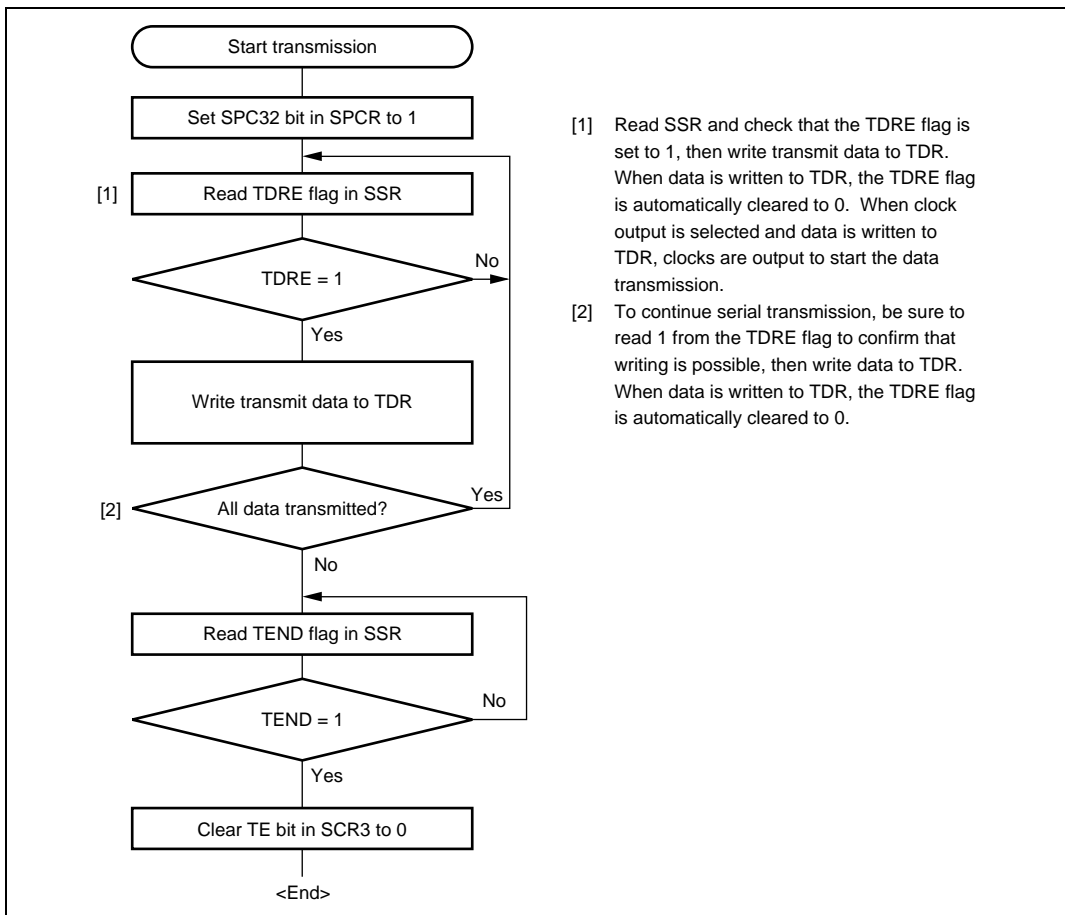 Start transmission
Set SPC32 bit in SPCR to 1
[1]
Read TDRE flag in SSR
No
TDRE = 1
Yes
Write transmit data to TDR
[2]
All data transmitted?
Yes
No
Read TEND flag in SSR
No
TEND = 1
Yes
Clear TE bit in SCR3 to 0
<End>
[1] Read SSR and check that the TDRE flag is
set to 1, then write transmit data to TDR.
When data is written to TDR, the TDRE flag
is automatically cleared to 0.  When clock
output is selected and data is written to
TDR, clocks are output to start the data
transmission.
[2] To continue serial transmission, be sure to
read 1 from the TDRE flag to confirm that
writing is possible, then write data to TDR.
When data is written to TDR, the TDRE flag
is automatically cleared to 0.